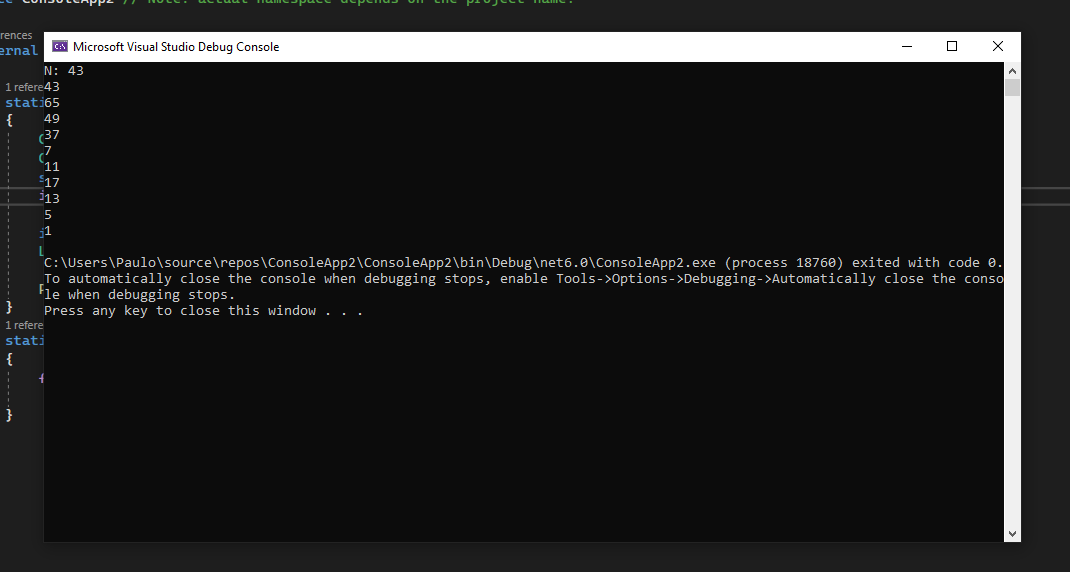 ConsoleApp2 // Note: actual namespace depends on the project name.
Microsoft Visual Studio Debug Console
N: 43
43
65
49
37
7
11
17
13
5
1
C:\Users\Paulo\source\repos\ConsoleApp2\ConsoleApp2\bin\Debug\net6.0\ConsoleApp2.exe (process 18760) exited with code 0.
To automatically close the console when debugging stops, enable Tools->Options->Debugging->Automatically close the conso
le when debugging stops.
Press any key to close this window . . .
rences
ernal
1 refere
stati
{
}
1 refere
stati
{
}